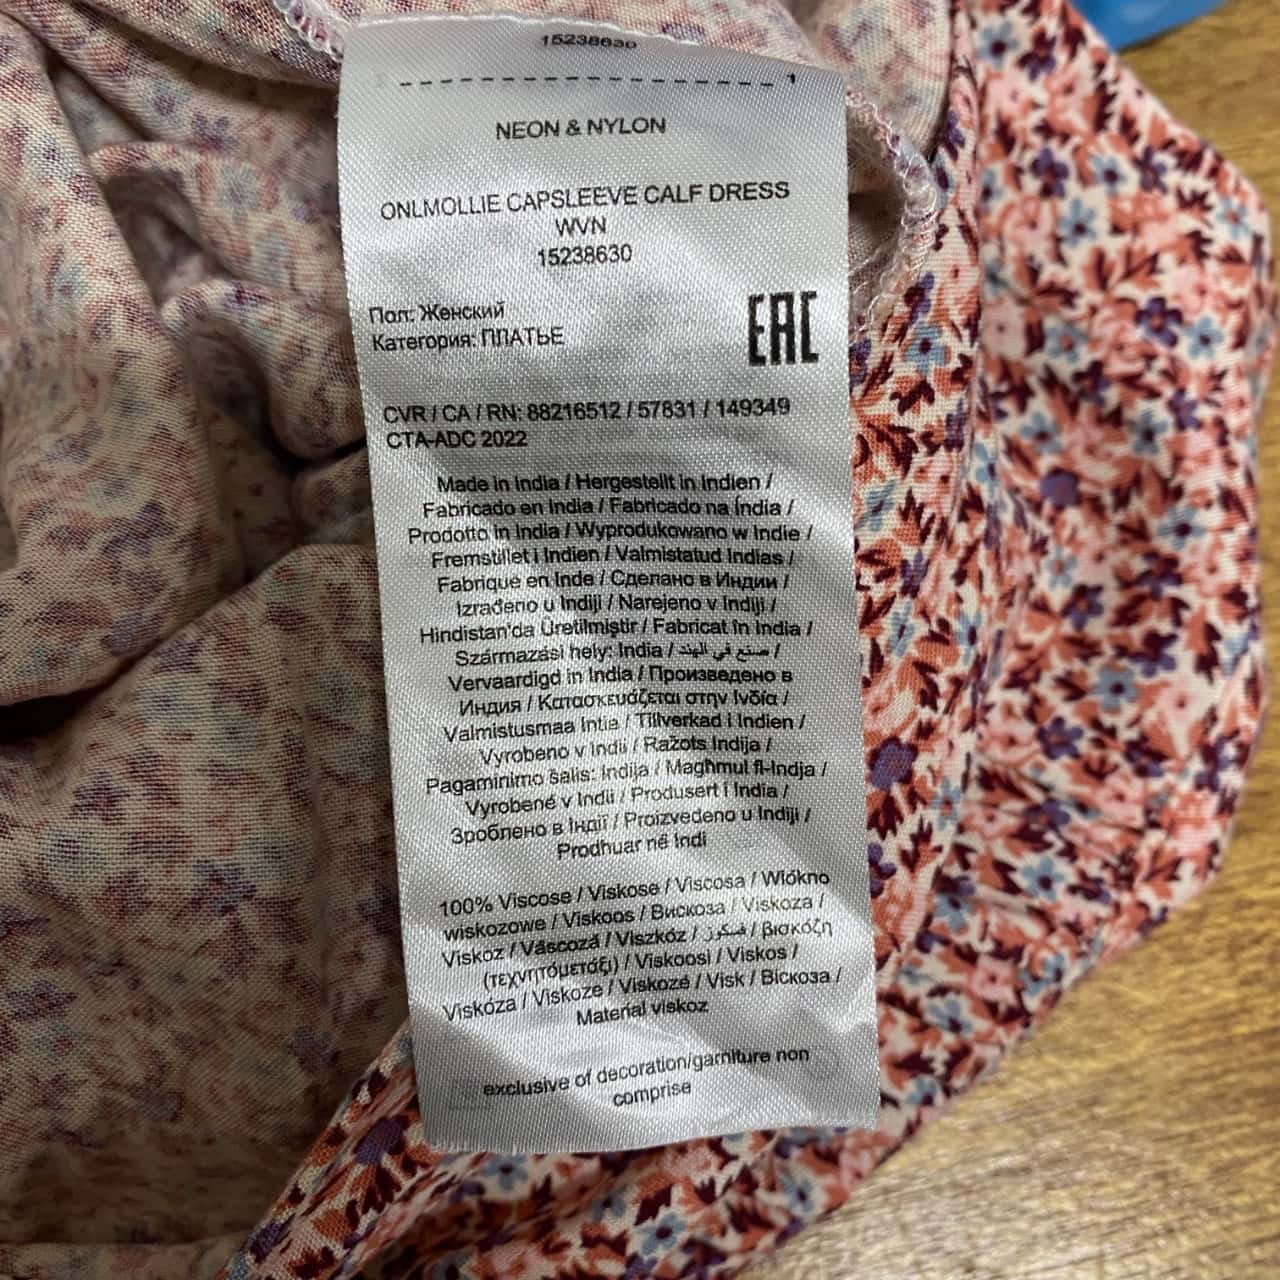 15238630
1
NEON & NYLON
ONLMOLLIE CAPSLEEVE CALF DRESS
WVN
15238630
Пол: Женский
Категория: ПЛАТЬЕ
EAC
CVR / CA / RN: 88216512 / 57831 / 149349
CTA-ADC 2022
Made in India / Hergestellt in Indien /
Fabricado en India / Fabricado na Índia /
Prodotto in India / Wyprodukowano w Indie /
Fremstillet i Indien / Valmistatud Indias /
Fabriqué en Inde / Сделано в Индии /
Izrađeno u Indiji / Narejeno v Indiji /
Hindistan'da Üretilmiştir / Fabricat în India /
Származási hely: India / صنع في الهند /
Vervaardigd in India / Произведено в
Индия / Κατασκευάζεται στην Ινδία /
Valmistusmaa Intia / Tillverkad i Indien /
Vyrobeno v Indii / Ražots Indija /
Pagaminimo šalis: Indija / Magħmul fl-Indja /
Vyrobené v Indii / Produsert i India /
Зроблено в Індії / Proizvedeno u Indiji /
Prodhuar në Indi
100% Viscose / Viskose / Viscosa / Włókno
wiskozowe / Viskoos / Вискоза / Viskoza /
Viskoz / Vâscoză / Viszkóz / فسكوز / βισκόζη
(τεχνητόμετάξι) / Viskoosi / Viskos /
Viskóza / Viskoze / Viskozė / Visk / Віскоза /
Material viskoz
exclusive of decoration/garniture non
comprise